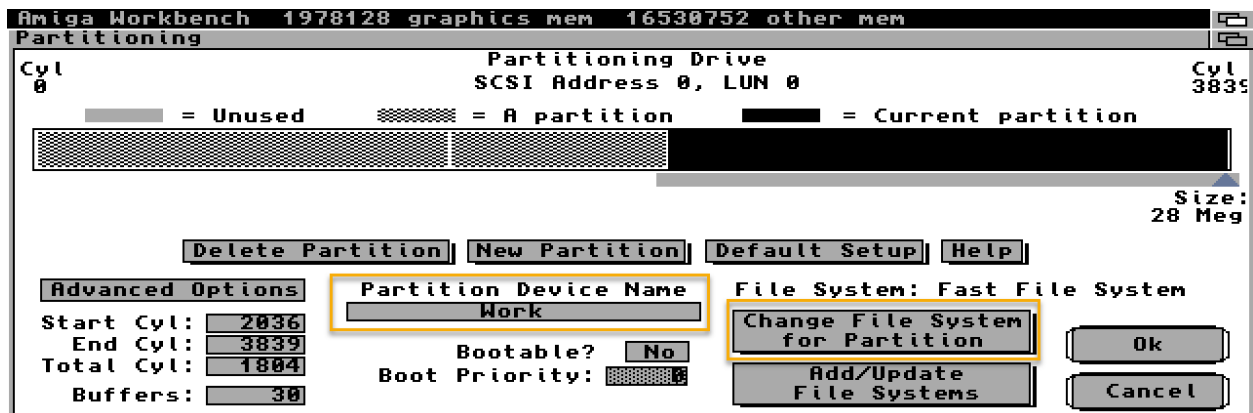 Amiga Workbench 1978128 graphics mem 16530752 other mem
Partitioning
Partitioning Drive
SCSI Address 0, LUN 0
Cyl
0
Cyl
3839
= Unused = A partition = Current partition
Size:
28 Meg
Delete Partition New Partition Default Setup Help
Advanced Options
Start Cyl: 2036
End Cyl: 3839
Total Cyl: 1804
Buffers: 30
Partition Device Name
Work
Bootable? No
Boot Priority: 0
File System: Fast File System
Change File System
for Partition
Add/Update
File Systems
Ok
Cancel